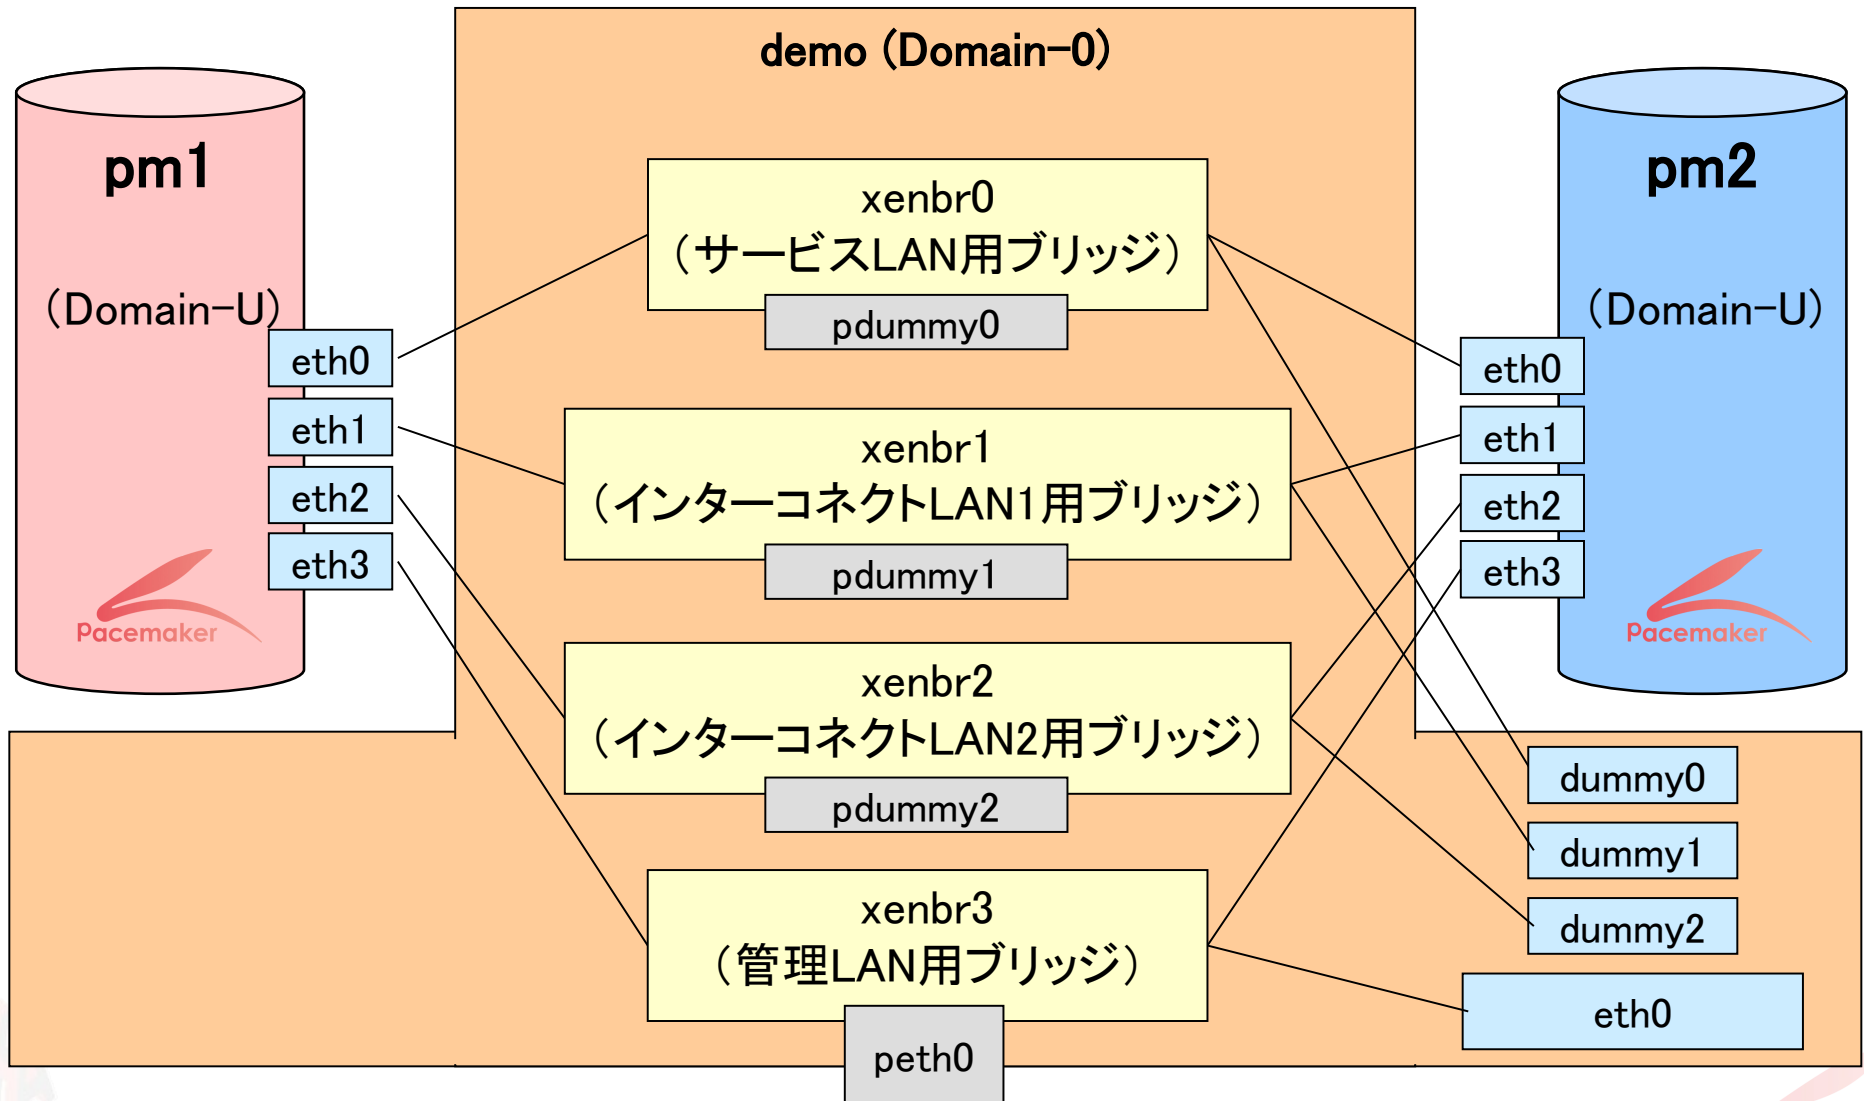 demo (Domain-0)
pm1
（Domain-U）
eth0
eth1
eth2
eth3
Pacemaker
xenbr0
（サービスLAN用ブリッジ）
pdummy0
xenbr1
（インターコネクトLAN1用ブリッジ）
pdummy1
xenbr2
（インターコネクトLAN2用ブリッジ）
pdummy2
xenbr3
（管理LAN用ブリッジ）
peth0
pm2
（Domain-U）
eth0
eth1
eth2
eth3
Pacemaker
dummy0
dummy1
dummy2
eth0